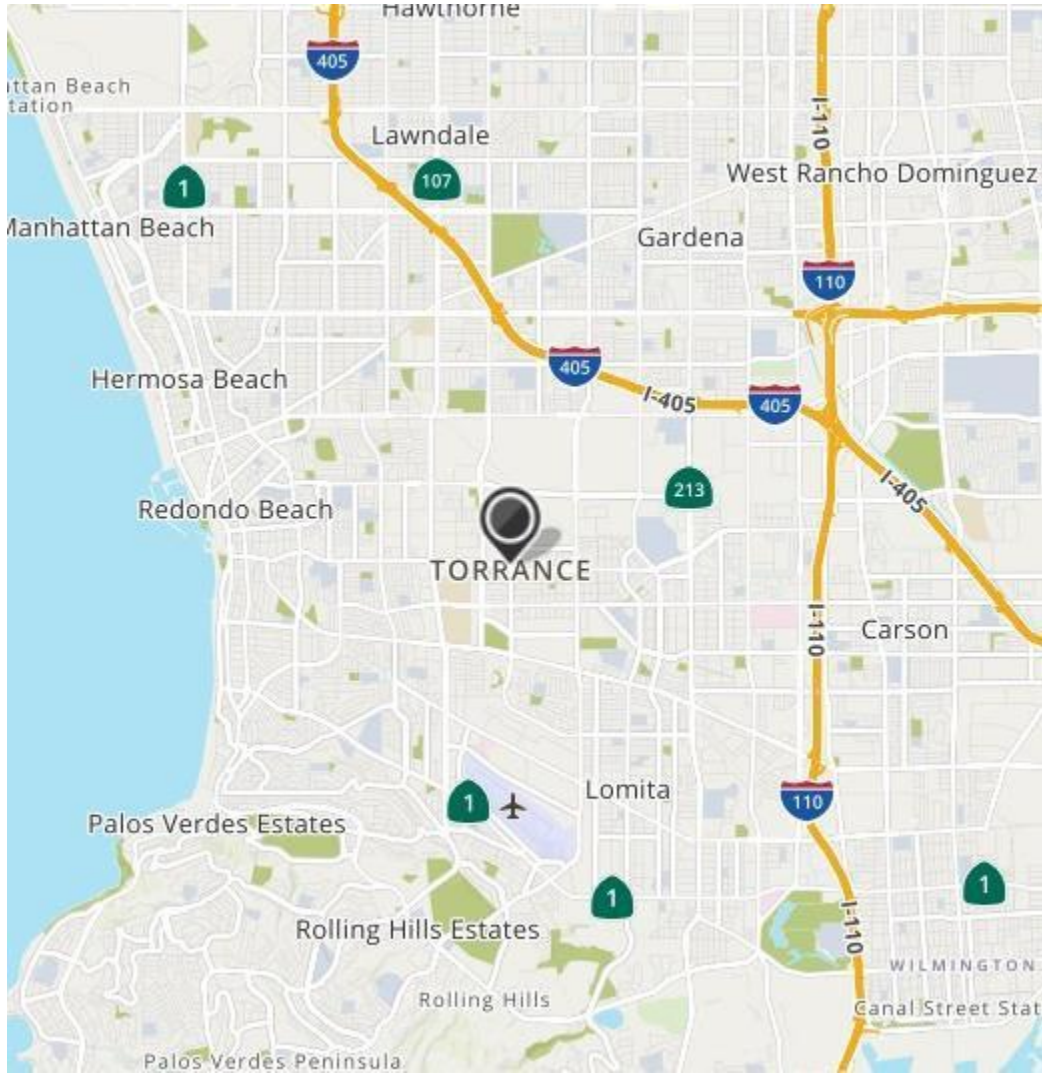 Hawthorne
405
I-110
attan Beach
tation
Lawndale
107
1
West Rancho Dominguez
Manhattan Beach
Gardena
110
405
Hermosa Beach
I-405
405
213
I-405
Redondo Beach
TORRANCE
I-110
Carson
Lomita
1
110
Palos Verdes Estates
1
1
Rolling Hills Estates
I-110
WILMINGTON
Rolling Hills
Canal Street Stat
Palos Verdes Peninsula